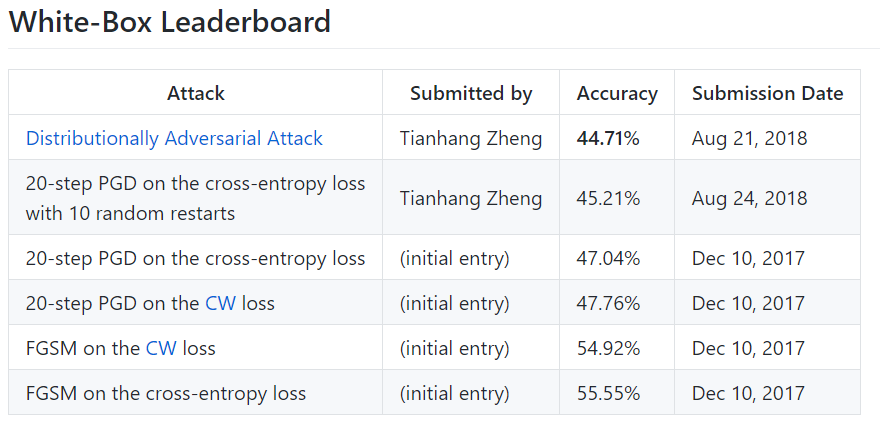 White-Box Leaderboard
Attack Submitted by Accuracy Submission Date
Distributionally Adversarial Attack Tianhang Zheng 44.71% Aug 21, 2018
20-step PGD on the cross-entropy loss
with 10 random restarts Tianhang Zheng 45.21% Aug 24, 2018
20-step PGD on the cross-entropy loss (initial entry) 47.04% Dec 10, 2017
20-step PGD on the CW loss (initial entry) 47.76% Dec 10, 2017
FGSM on the CW loss (initial entry) 54.92% Dec 10, 2017
FGSM on the cross-entropy loss (initial entry) 55.55% Dec 10, 2017